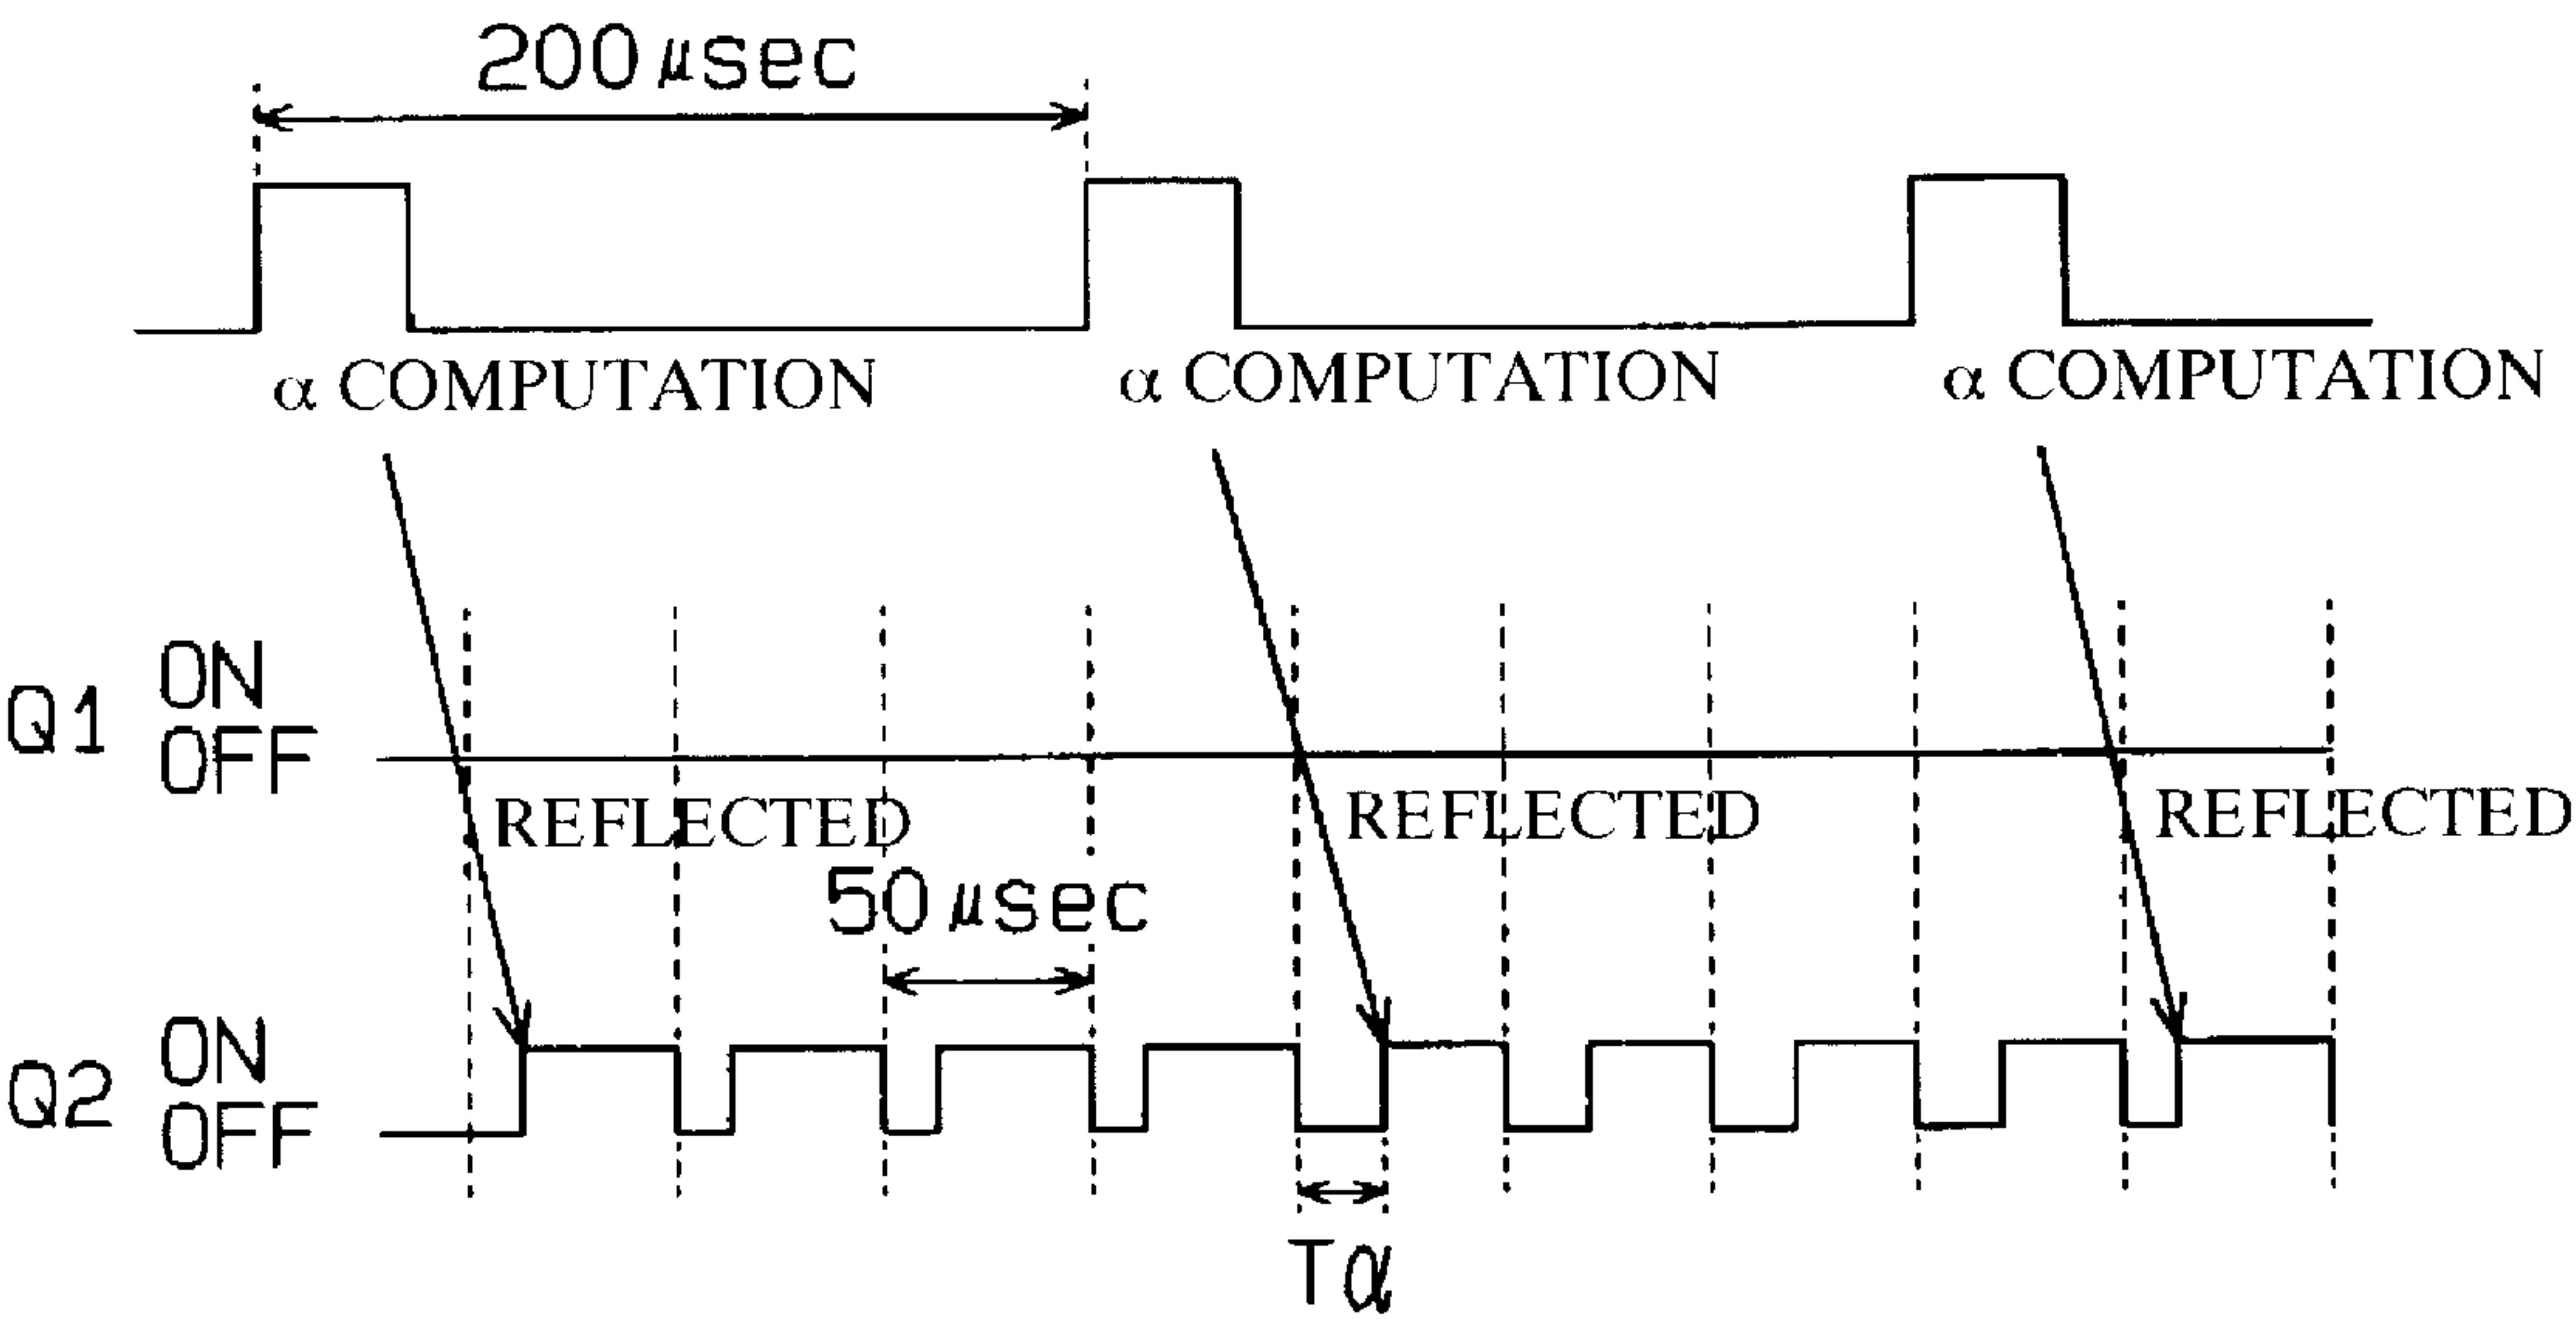 200μsec
α COMPUTATION α COMPUTATION α COMPUTATION
Q1 ON
OFF
REFLECTED REFLECTED REFLECTED
50μsec
Q2 ON
OFF
Tα